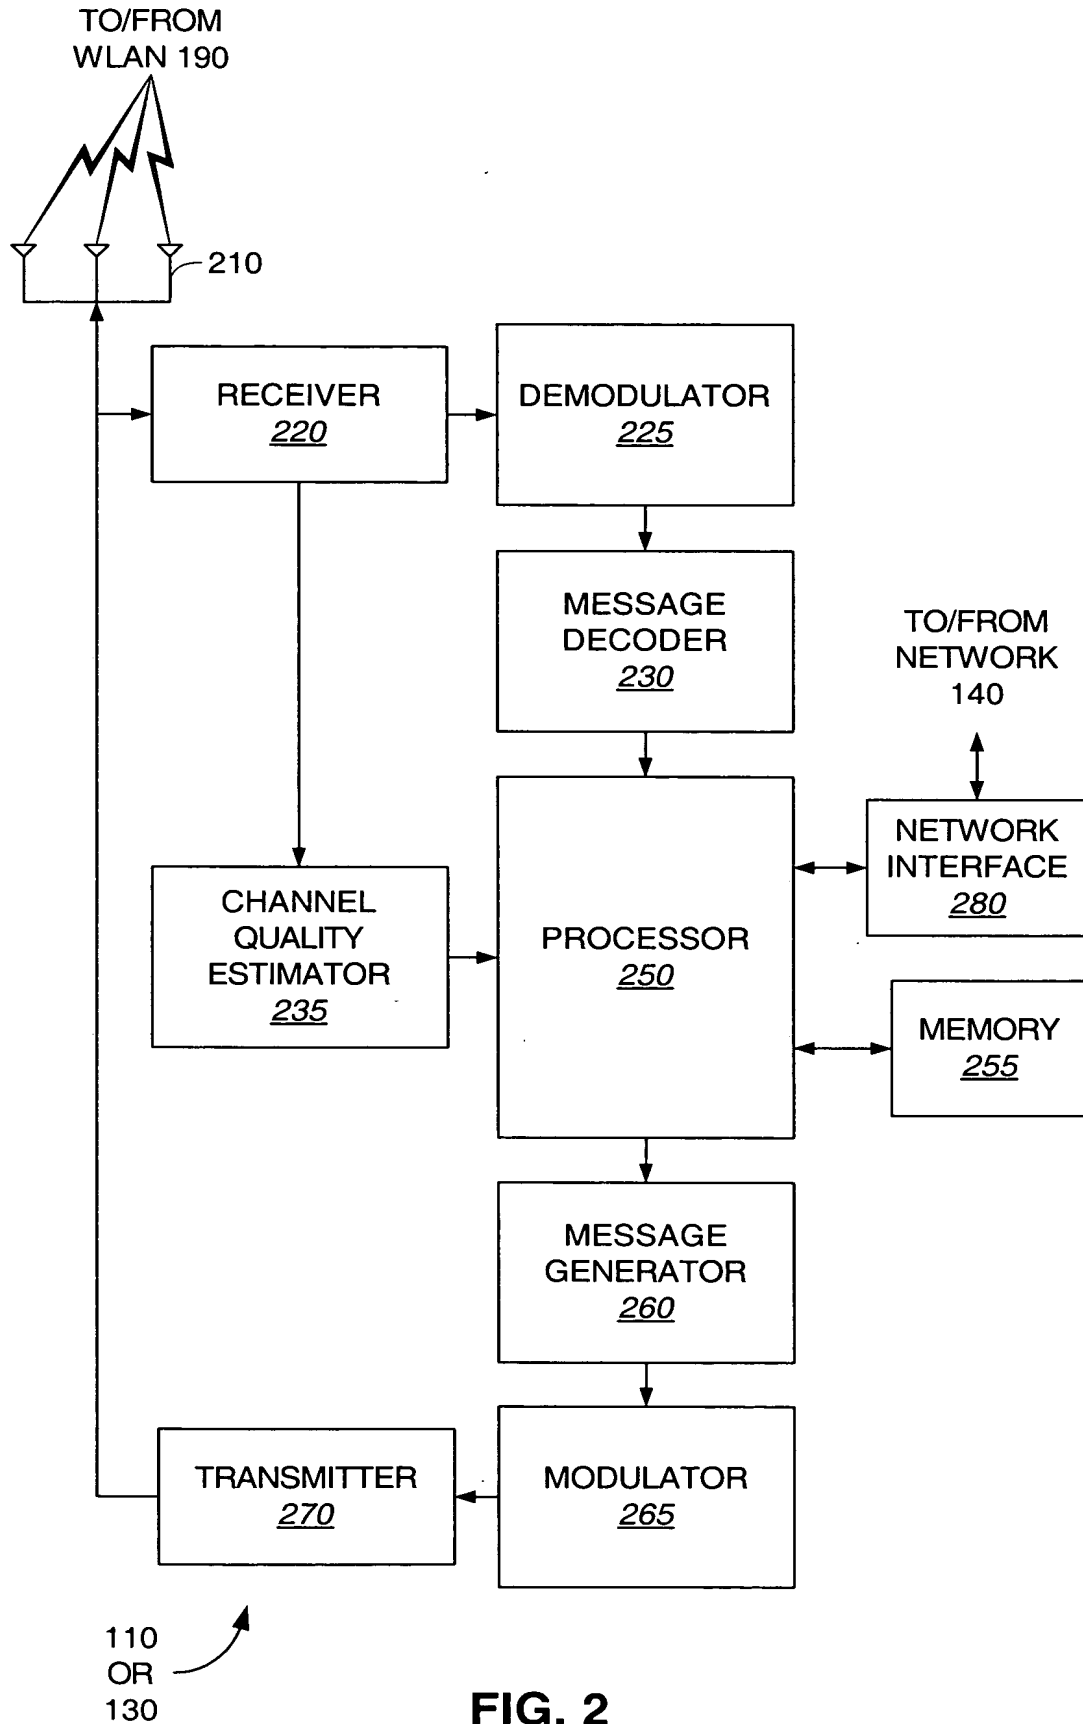 TO/FROM
WLAN 190
210
RECEIVER
220
DEMODULATOR
225
MESSAGE
DECODER
230
TO/FROM
NETWORK
140
NETWORK
INTERFACE
280
CHANNEL
QUALITY
ESTIMATOR
235
PROCESSOR
250
MEMORY
255
MESSAGE
GENERATOR
260
TRANSMITTER
270
MODULATOR
265
110
OR
130
FIG. 2